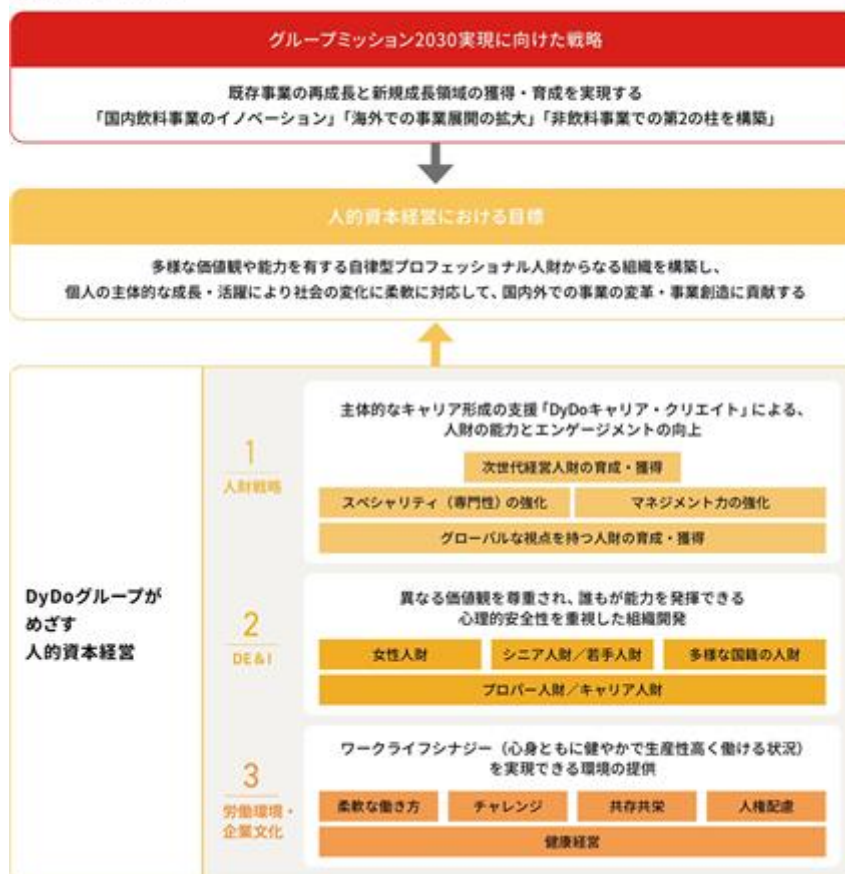 グループミッション2030実現に向けた戦略
既存事業の再成長と新規成長領域の獲得・育成を実現する
「国内飲料事業のイノベーション」「海外での事業展開の拡大」「非飲料事業での第2の柱を構築」
人的資本経営における目標
多様な価値観や能力を有する自律型プロフェッショナル人財からなる組織を構築し、
個人の主体的な成長・活躍により社会の変化に柔軟に対応して、国内外での事業の変革・事業創造に貢献する
DyDoグループが
めざす
人的資本経営
1
人財戦略
主体的なキャリア形成の支援「DyDoキャリア・クリエイト」による、
人財の能力とエンゲージメントの向上
次世代経営人財の育成・獲得
スペシャリティ（専門性）の強化
マネジメント力の強化
グローバルな視点を持つ人財の育成・獲得
2
DE&I
異なる価値観を尊重され、誰もが能力を発揮できる
心理的安全性を重視した組織開発
女性人財
シニア人財／若手人財
多様な国籍の人財
プロパー人財／キャリア人財
3
労働環境・
企業文化
ワークライフシナジー（心身ともに健やかで生産性高く働ける状況）
を実現できる環境の提供
柔軟な働き方
チャレンジ
共存共栄
人権配慮
健康経営